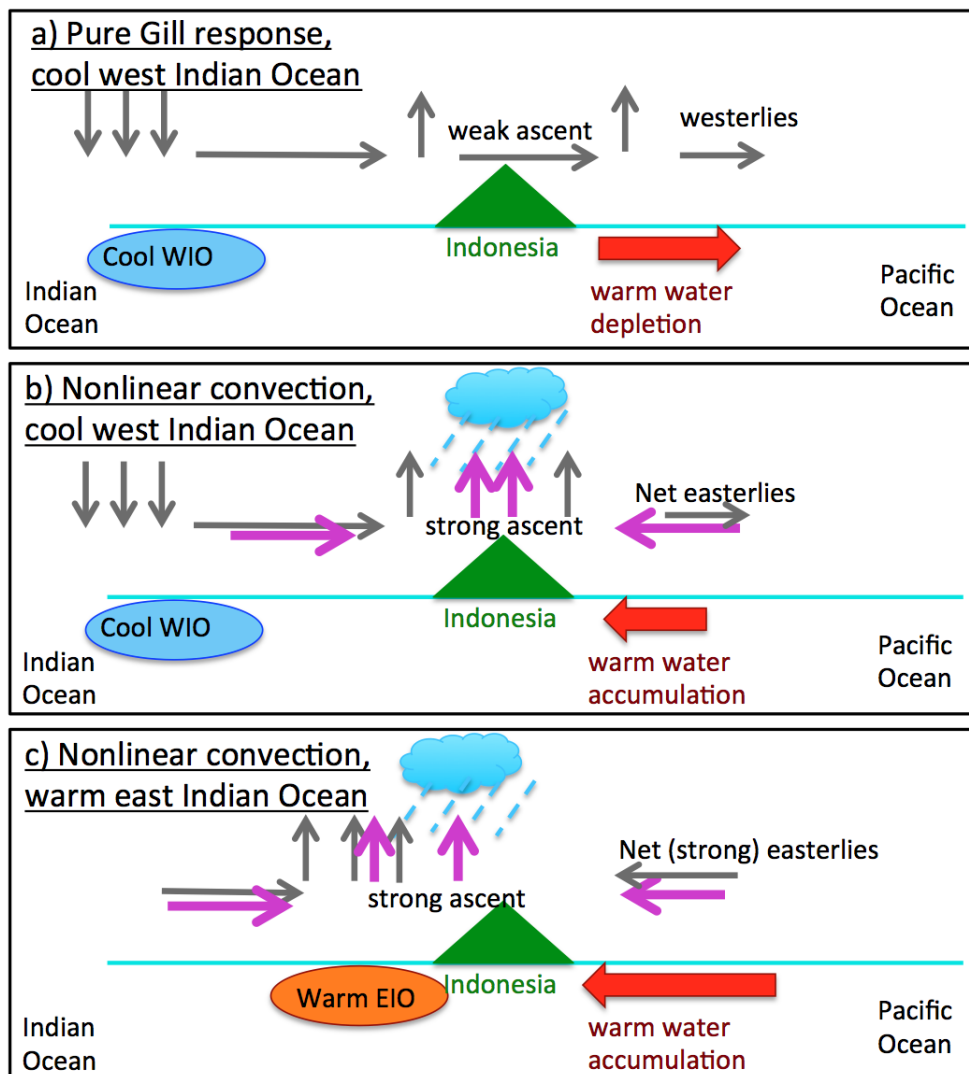 a) Pure Gill response,
cool west Indian Ocean
weak ascent
westerlies
Cool WIO
Indonesia
Indian
Ocean
warm water
depletion
Pacific
Ocean
b) Nonlinear convection,
cool west Indian Ocean
Net easterlies
strong ascent
Cool WIO
Indonesia
Indian
Ocean
warm water
accumulation
Pacific
Ocean
c) Nonlinear convection,
warm east Indian Ocean
Net (strong) easterlies
strong ascent
Warm EIO
Indonesia
Indian
Ocean
warm water
accumulation
Pacific
Ocean